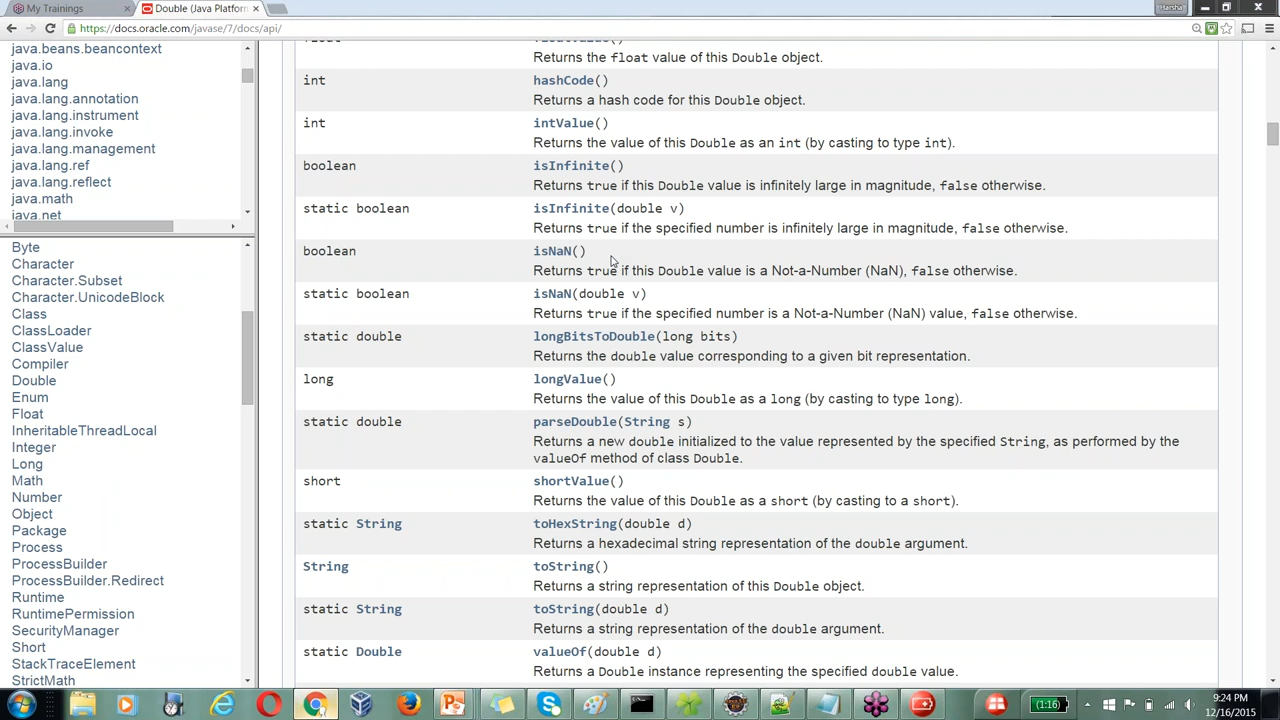 My Trainings
Double (Java Platform
Harsha
https://docs.oracle.com/javase/7/docs/api/
java.beans.beancontext
java.io
java.lang
java.lang.annotation
java.lang.instrument
java.lang.invoke
java.lang.management
java.lang.ref
java.lang.reflect
java.math
java.net
Byte
Character
Character.Subset
Character.UnicodeBlock
Class
ClassLoader
ClassValue
Compiler
Double
Enum
Float
InheritableThreadLocal
Integer
Long
Math
Number
Object
Package
Process
ProcessBuilder
ProcessBuilder.Redirect
Runtime
RuntimePermission
SecurityManager
Short
StackTraceElement
StrictMath
Returns the float value of this Double object.
int hashCode()
Returns a hash code for this Double object.
int intValue()
Returns the value of this Double as an int (by casting to type int).
boolean isInfinite()
Returns true if this Double value is infinitely large in magnitude, false otherwise.
static boolean isInfinite(double v)
Returns true if the specified number is infinitely large in magnitude, false otherwise.
boolean isNaN()
Returns true if this Double value is a Not-a-Number (NaN), false otherwise.
static boolean isNaN(double v)
Returns true if the specified number is a Not-a-Number (NaN) value, false otherwise.
static double longBitsToDouble(long bits)
Returns the double value corresponding to a given bit representation.
long longValue()
Returns the value of this Double as a long (by casting to type long).
static double parseDouble(String s)
Returns a new double initialized to the value represented by the specified String, as performed by the
valueOf method of class Double.
short shortValue()
Returns the value of this Double as a short (by casting to a short).
static String toHexString(double d)
Returns a hexadecimal string representation of the double argument.
String toString()
Returns a string representation of this Double object.
static String toString(double d)
Returns a string representation of the double argument.
static Double valueOf(double d)
Returns a Double instance representing the specified double value.
(1:16)
9:24 PM
12/16/2015